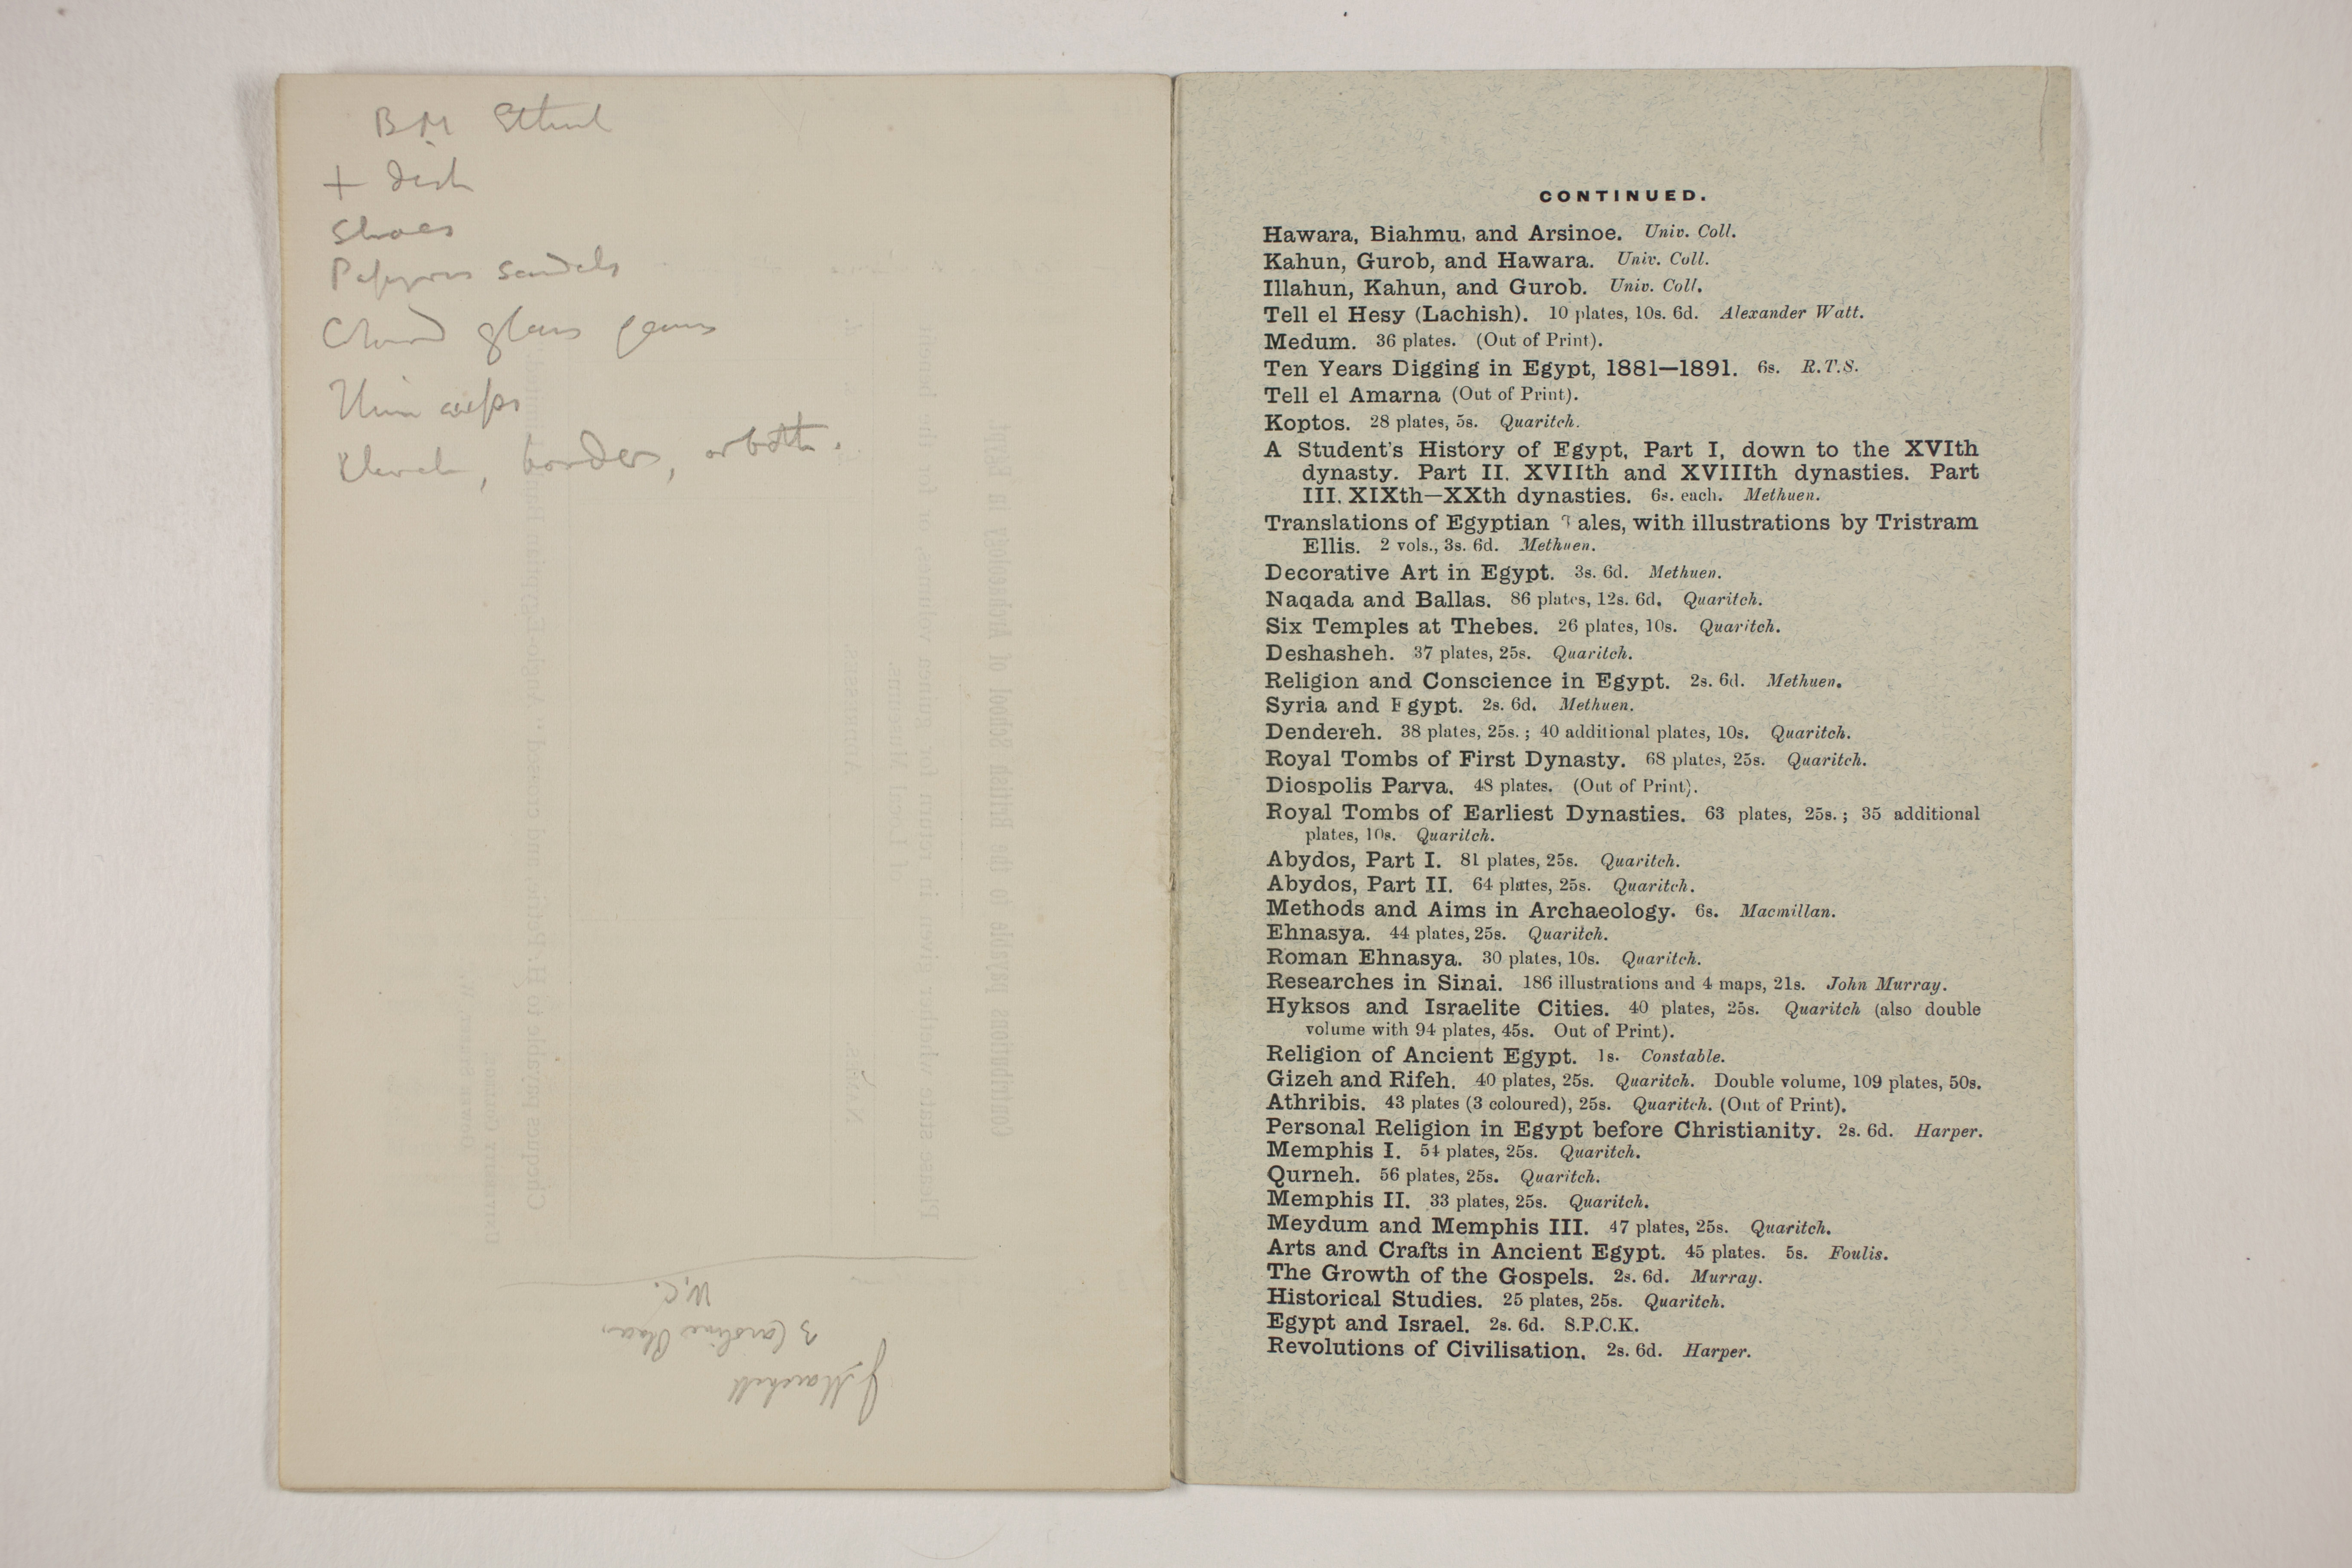 BM
+ dish
Shoes
Papyrus sandals
glass
Thin caps
border, or both.
J. Marchell
3 Caroline Place,
W.C.
CONTINUED.
Hawara, Biahmu, and Arsinoe. Univ. Coll.
Kahun, Gurob, and Hawara. Univ. Coll.
Illahun, Kahun, and Gurob. Univ. Coll.
Tell el Hesy (Lachish). 10 plates, 10s. 6d. Alexander Watt.
Medum. 36 plates. (Out of Print).
Ten Years Digging in Egypt, 1881—1891. 6s. R.T.S.
Tell el Amarna (Out of Print).
Koptos. 28 plates, 5s. Quaritch.
A Student's History of Egypt, Part I, down to the XVIth
dynasty. Part II. XVIIth and XVIIIth dynasties. Part
III. XIXth—XXth dynasties. 6s. each. Methuen.
Translations of Egyptian Tales, with illustrations by Tristram
Ellis. 2 vols., 3s. 6d. Methuen.
Decorative Art in Egypt. 3s. 6d. Methuen.
Naqada and Ballas. 86 plates, 12s. 6d. Quaritch.
Six Temples at Thebes. 26 plates, 10s. Quaritch.
Deshasheh. 37 plates, 25s. Quaritch.
Religion and Conscience in Egypt. 2s. 6d. Methuen.
Syria and Egypt. 2s. 6d. Methuen.
Dendereh. 38 plates, 25s.; 40 additional plates, 10s. Quaritch.
Royal Tombs of First Dynasty. 68 plates, 25s. Quaritch.
Diospolis Parva. 48 plates. (Out of Print).
Royal Tombs of Earliest Dynasties. 63 plates, 25s.; 35 additional
plates, 10s. Quaritch.
Abydos, Part I. 81 plates, 25s. Quaritch.
Abydos, Part II. 64 plates, 25s. Quaritch.
Methods and Aims in Archaeology. 6s. Macmillan.
Ehnasya. 44 plates, 25s. Quaritch.
Roman Ehnasya. 30 plates, 10s. Quaritch.
Researches in Sinai. 186 illustrations and 4 maps, 21s. John Murray.
Hyksos and Israelite Cities. 40 plates, 25s. Quaritch (also double
volume with 94 plates, 45s. Out of Print).
Religion of Ancient Egypt. 1s. Constable.
Gizeh and Rifeh. 40 plates, 25s. Quaritch. Double volume, 109 plates, 50s.
Athribis. 43 plates (3 coloured), 25s. Quaritch. (Out of Print).
Personal Religion in Egypt before Christianity. 2s. 6d. Harper.
Memphis I. 54 plates, 25s. Quaritch.
Qurneh. 56 plates, 25s. Quaritch.
Memphis II. 33 plates, 25s. Quaritch.
Meydum and Memphis III. 47 plates, 25s. Quaritch.
Arts and Crafts in Ancient Egypt. 45 plates. 5s. Foulis.
The Growth of the Gospels. 2s. 6d. Murray.
Historical Studies. 25 plates, 25s. Quaritch.
Egypt and Israel. 2s. 6d. S.P.C.K.
Revolutions of Civilisation. 2s. 6d. Harper.